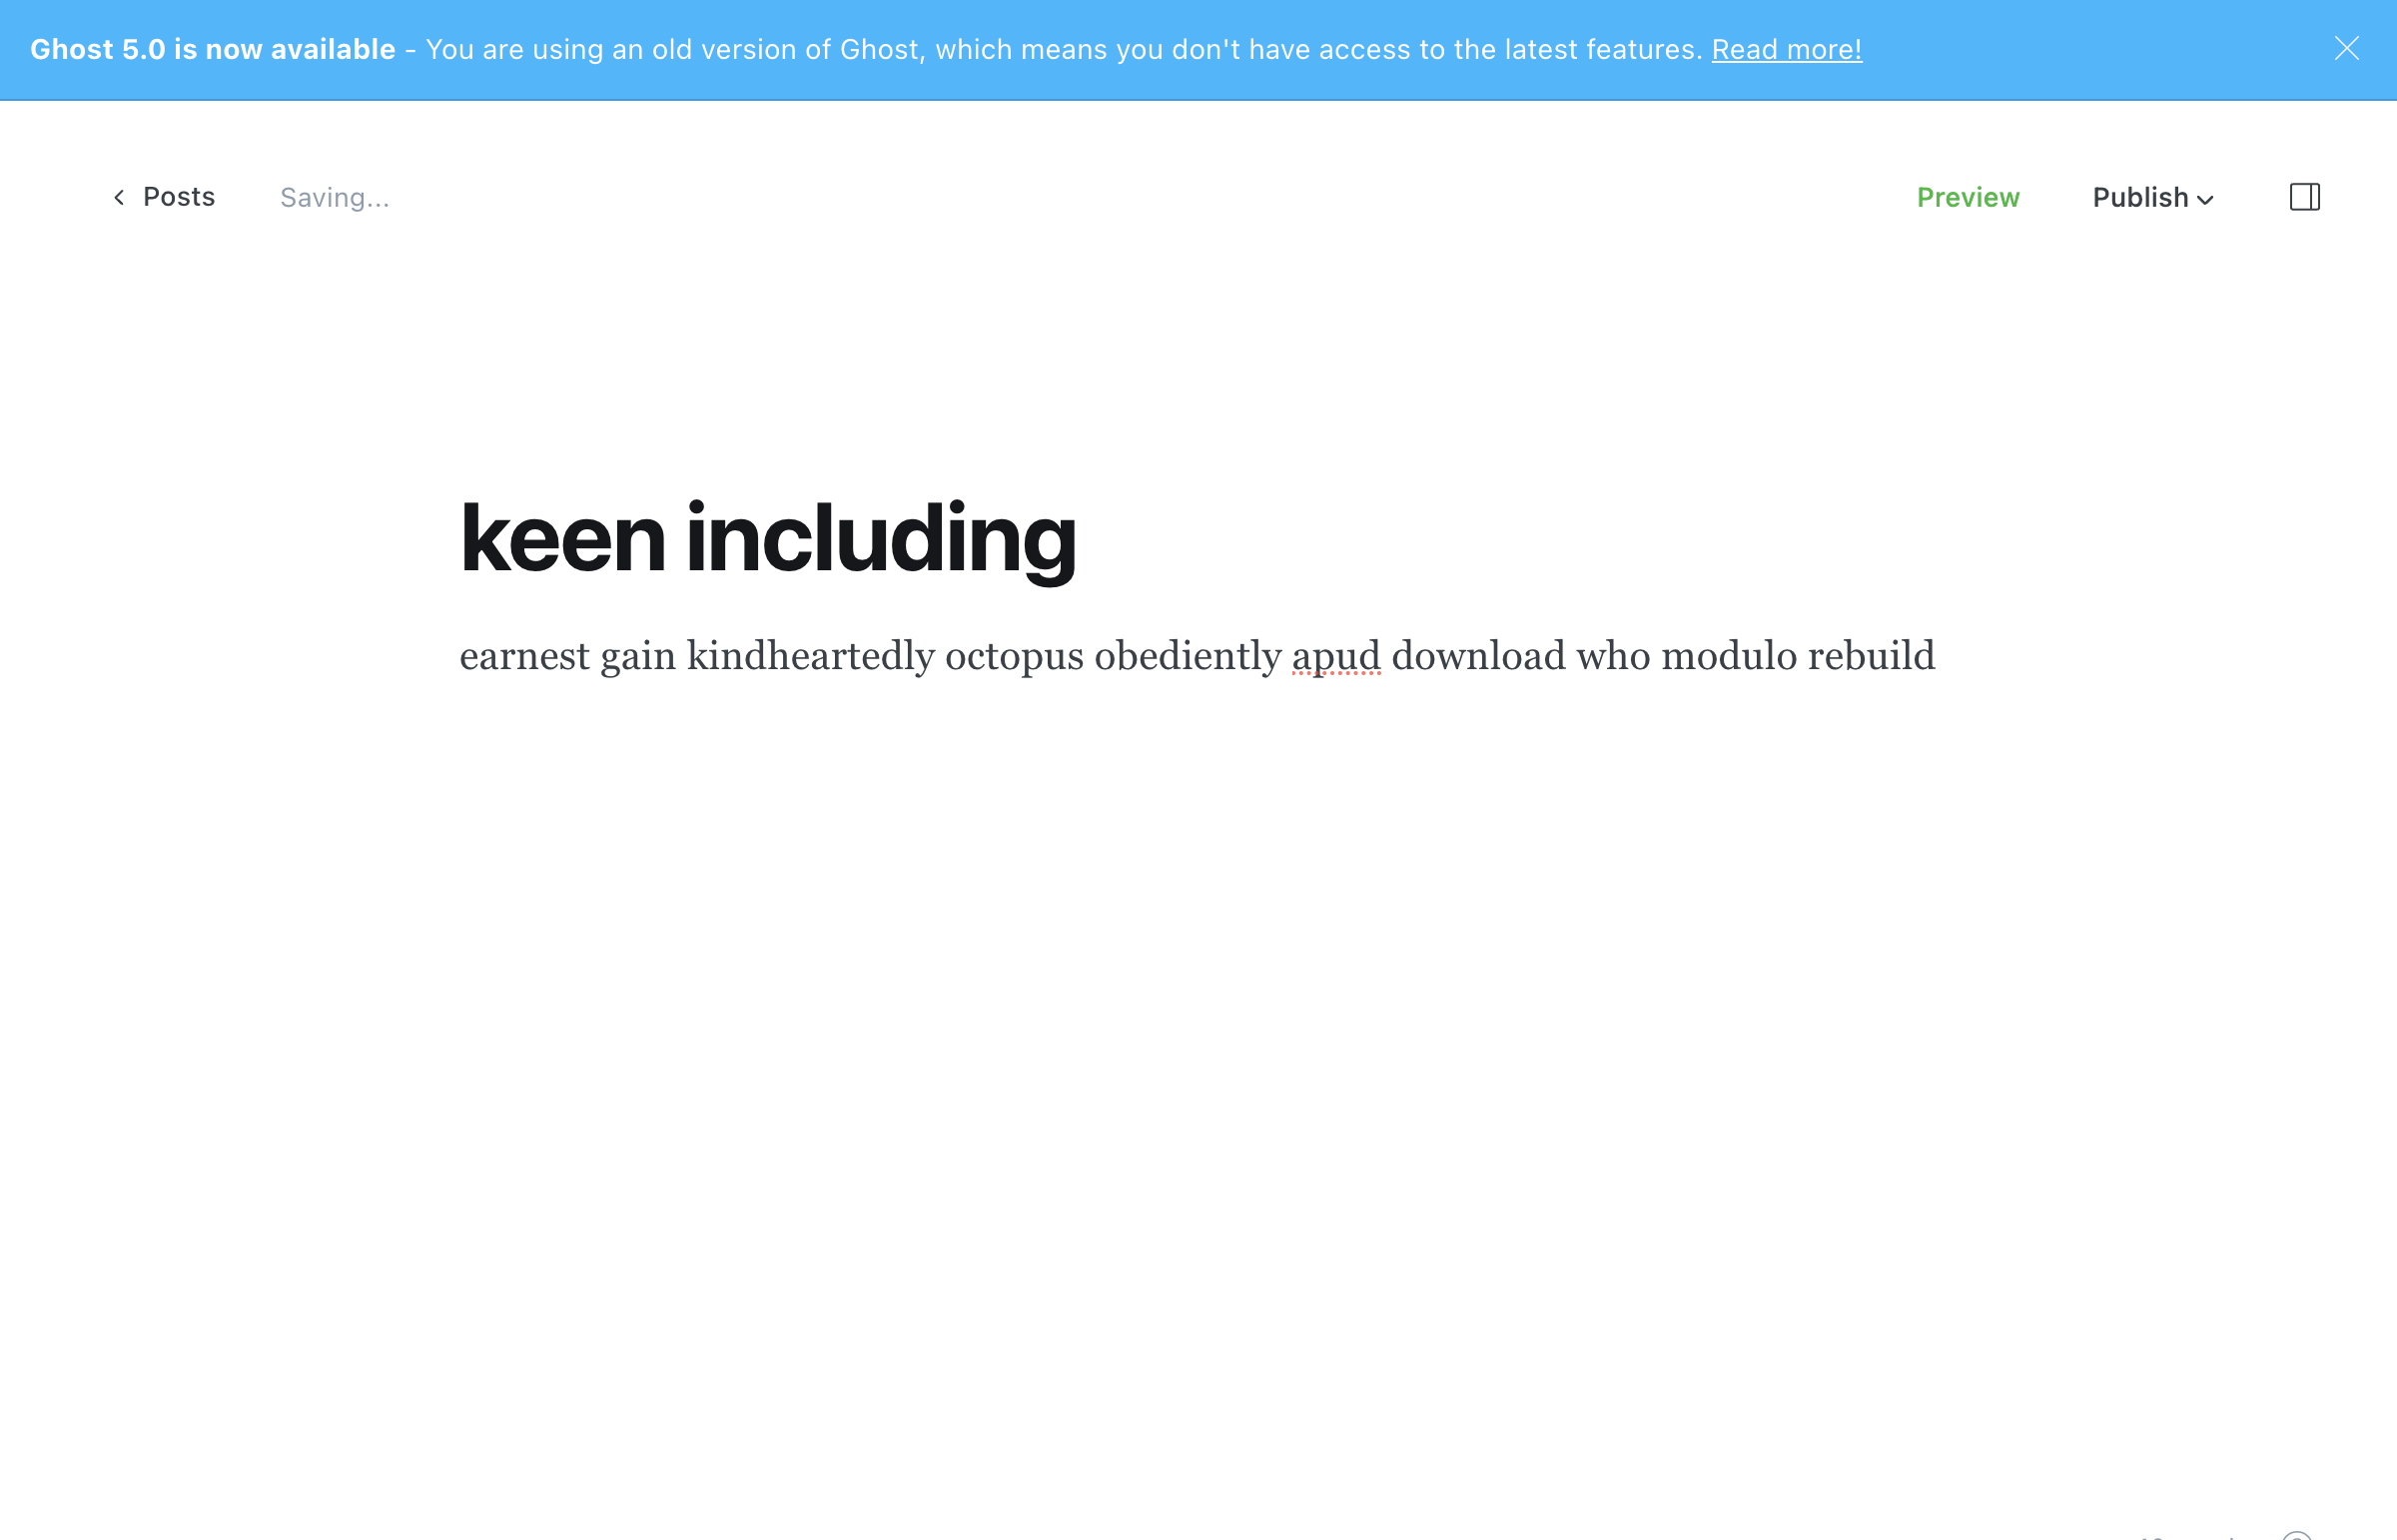 Ghost 5.0 is now available - You are using an old version of Ghost, which means you don't have access to the latest features. Read more!
Posts Saving... Preview Publish
keen including
earnest gain kindheartedly octopus obediently apud download who modulo rebuild